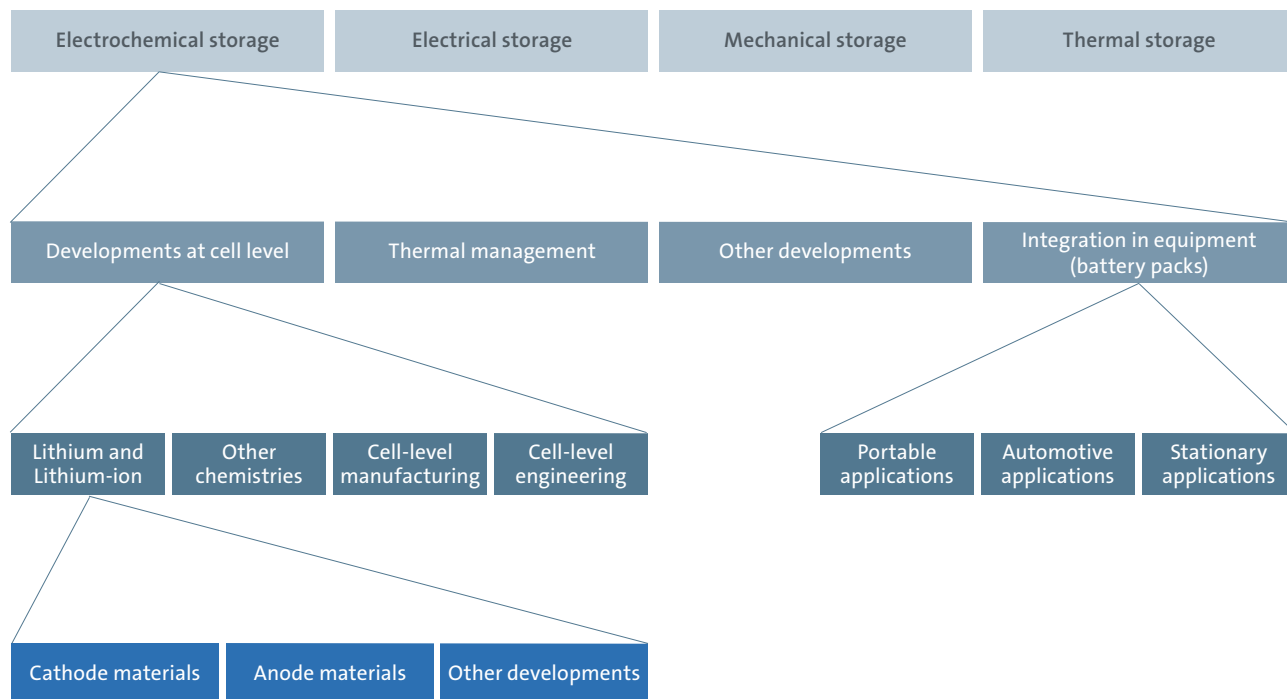 Electrochemical storage
Electrical storage
Mechanical storage
Thermal storage
Developments at cell level
Thermal management
Other developments
Integration in equipment
(battery packs)
Lithium and
Lithium-ion
Other
chemistries
Cell-level
manufacturing
Cell-level
engineering
Portable
applications
Automotive
applications
Stationary
applications
Cathode materials
Anode materials
Other developments